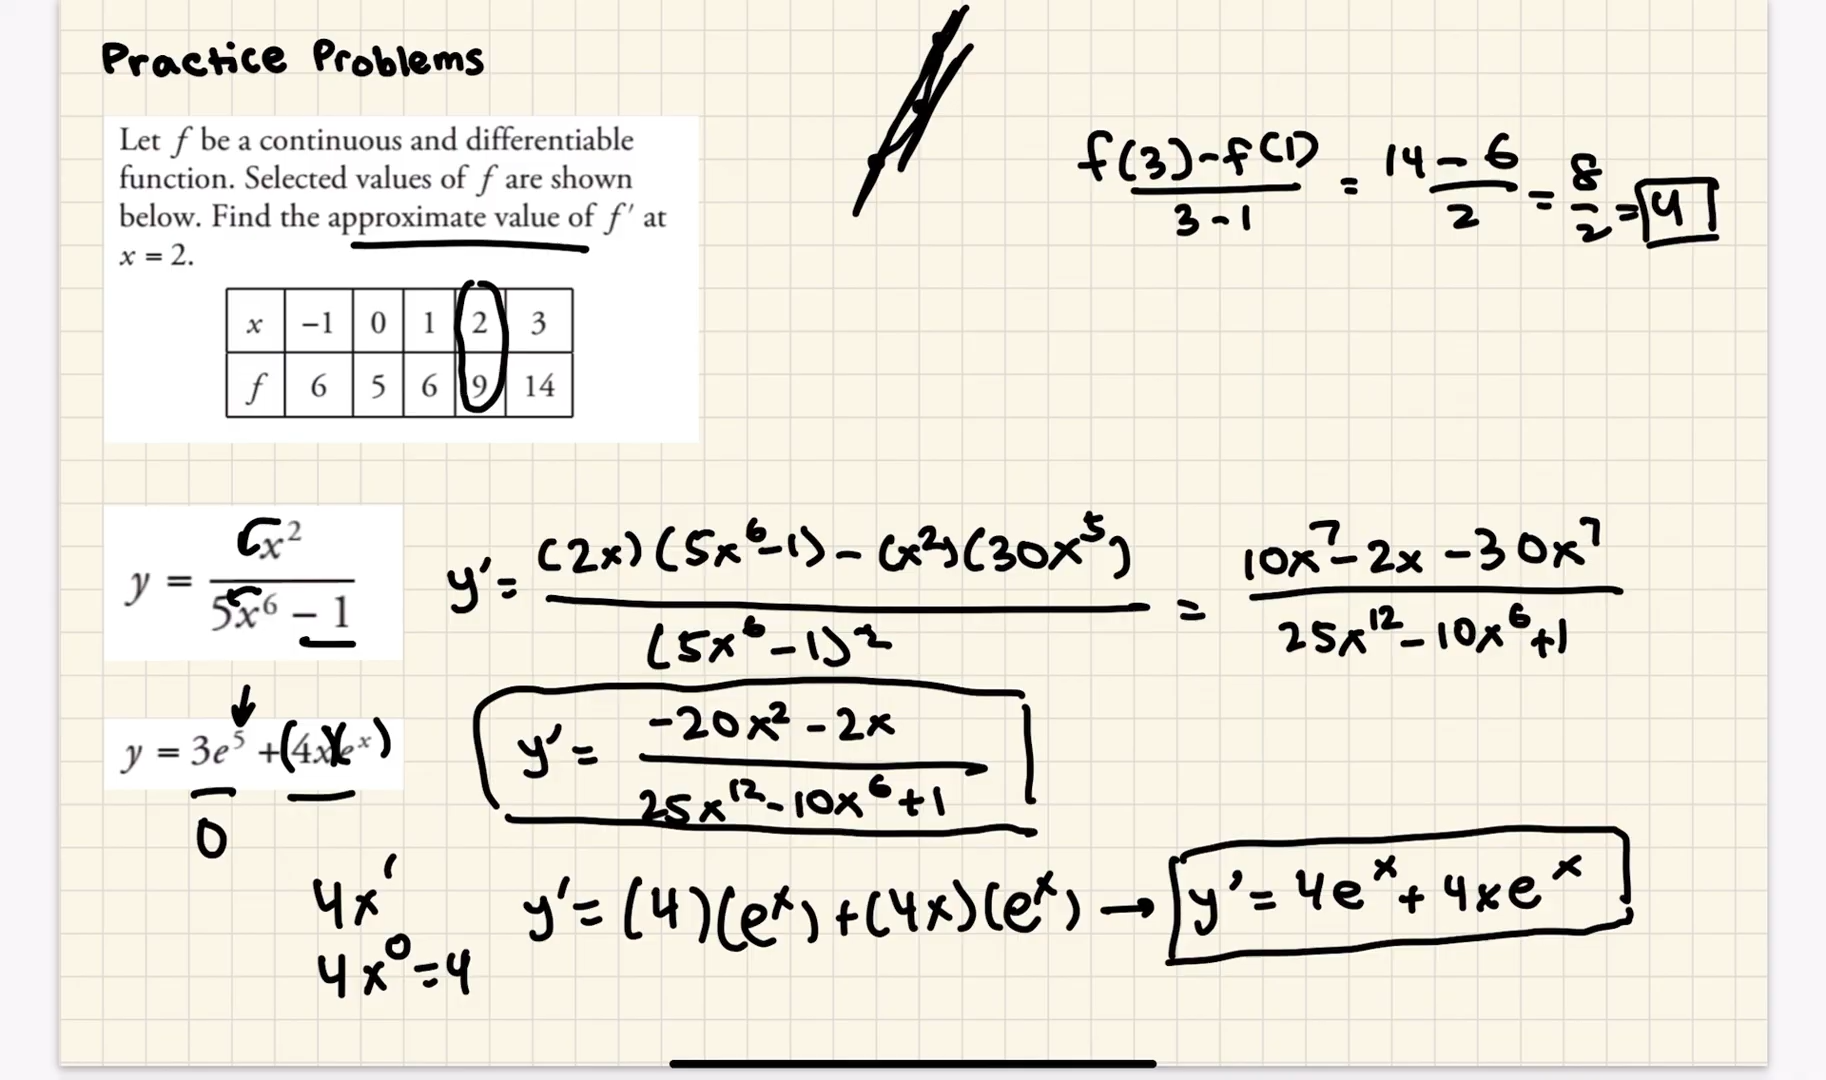 Practice Problems
Let f be a continuous and differentiable
function. Selected values of f are shown
below. Find the approximate value of f′ at
x = 2.
x −1 0 1 2 3
f 6 5 6 9 14
f(3)-f(1) / 3-1 = 14-6 / 2 = 8/2 = 4
y = x² / 5x⁶ − 1
y' = (2x)(5x⁶-1) - (x²)(30x⁵) / (5x⁶-1)² = 10x⁷-2x-30x⁷ / 25x¹²-10x⁶+1
y' = -20x²-2x / 25x¹²-10x⁶+1
y = 3e⁵ + (4x)(eˣ)
0
4x¹
4x⁰=4
y' = (4)(eˣ)+(4x)(eˣ) → y' = 4eˣ+4xeˣ